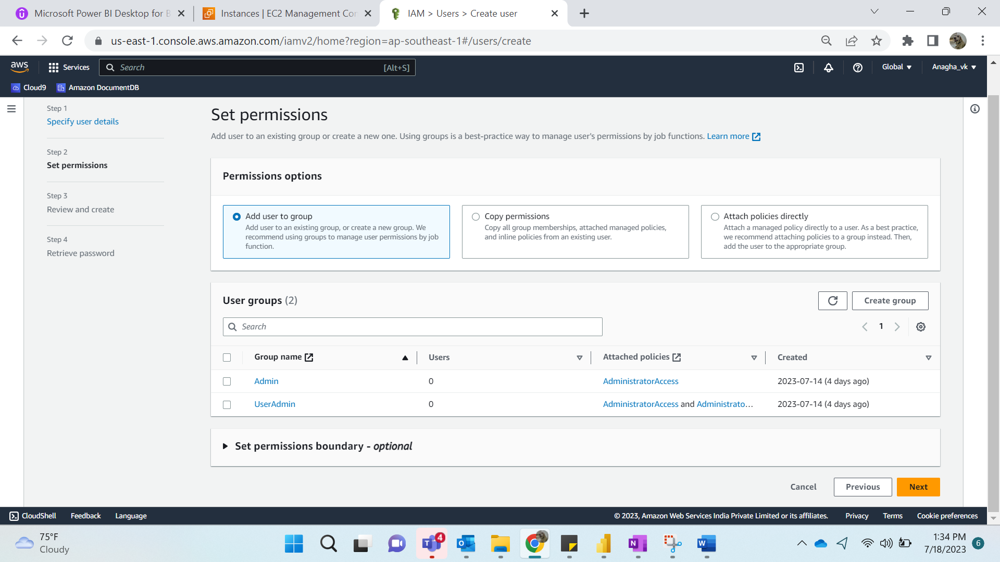 Microsoft Power BI Desktop for B
Instances | EC2 Management Con
IAM > Users > Create user
us-east-1.console.aws.amazon.com/iamv2/home?region=ap-southeast-1#/users/create
aws
Services
Search
[Alt+S]
Global
Anagha_vk
Cloud9
Amazon DocumentDB
Step 1
Specify user details
Step 2
Set permissions
Step 3
Review and create
Step 4
Retrieve password
Set permissions
Add user to an existing group or create a new one. Using groups is a best-practice way to manage user's permissions by job functions. Learn more
Permissions options
Add user to group
Add user to an existing group, or create a new group. We
recommend using groups to manage user permissions by job
function.
Copy permissions
Copy all group memberships, attached managed policies,
and inline policies from an existing user.
Attach policies directly
Attach a managed policy directly to a user. As a best practice,
we recommend attaching policies to a group instead. Then,
add the user to the appropriate group.
User groups (2)
Create group
Search
1
Group name
Users
Attached policies
Created
Admin
0
AdministratorAccess
2023-07-14 (4 days ago)
UserAdmin
0
AdministratorAccess and Administrato...
2023-07-14 (4 days ago)
Set permissions boundary - optional
Cancel
Previous
Next
CloudShell
Feedback
Language
© 2023, Amazon Web Services India Private Limited or its affiliates.
Privacy
Terms
Cookie preferences
75°F
Cloudy
4
1:34 PM
7/18/2023
6